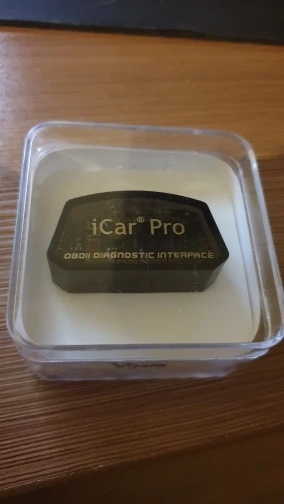 iCar® Pro
OBDII DIAGNOSTIC INTERFACE